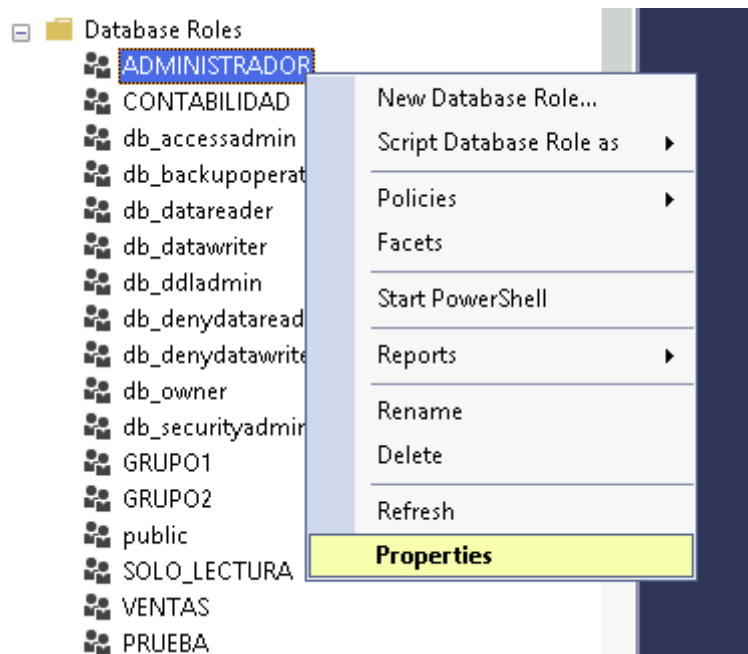 Database Roles
ADMINISTRADOR
CONTABILIDAD
db_accessadmin
db_backupoperat
db_datareader
db_datawriter
db_ddladmin
db_denydataread
db_denydatawrite
db_owner
db_securityadmin
GRUPO1
GRUPO2
public
SOLO_LECTURA
VENTAS
PRUEBA
New Database Role...
Script Database Role as
Policies
Facets
Start PowerShell
Reports
Rename
Delete
Refresh
Properties